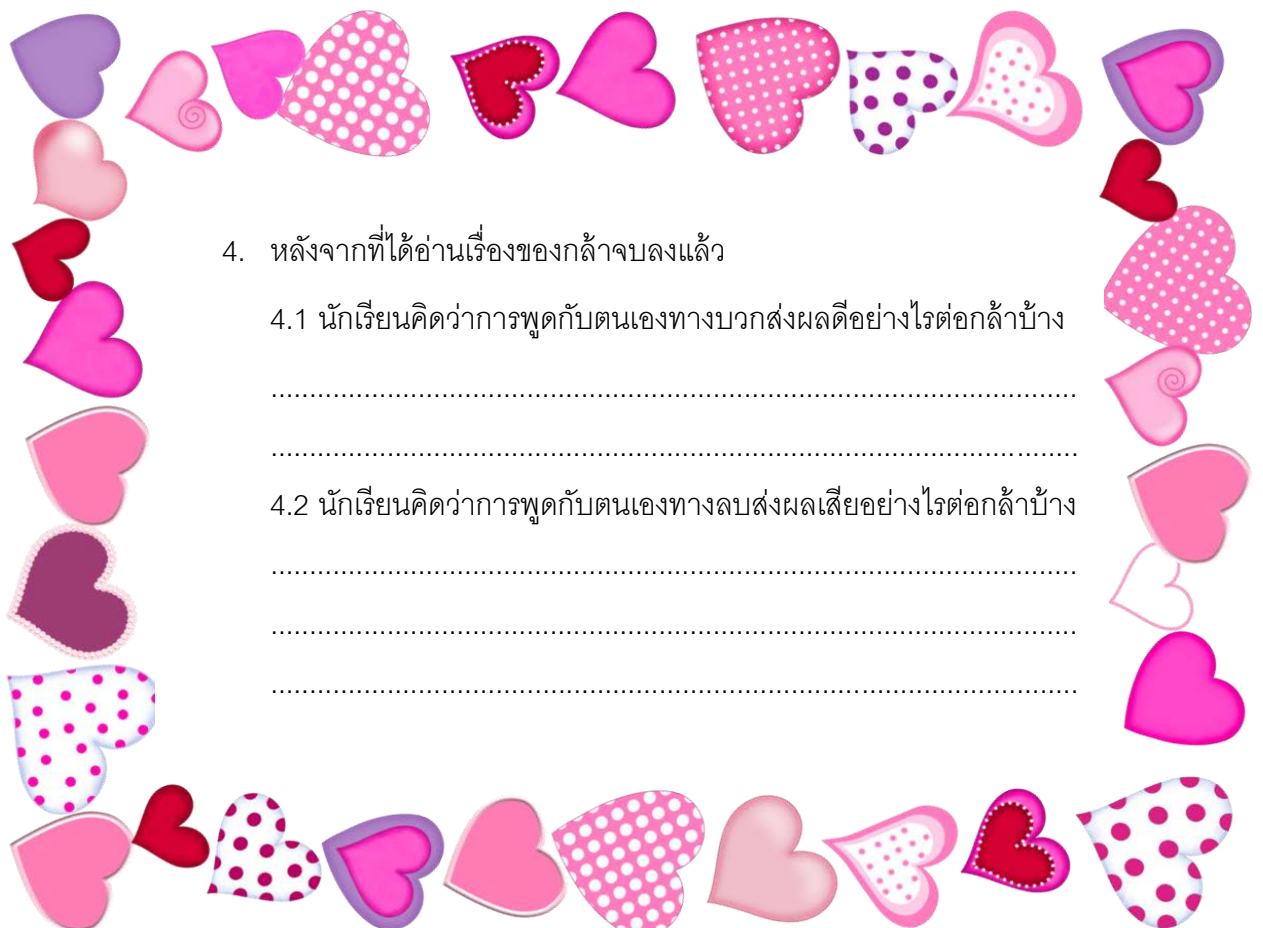 4. หลังจากที่ได้อ่านเรื่องของกล้าจบลงแล้ว
4.1 นักเรียนคิดว่าการพูดกับตนเองทางบวกส่งผลดีอย่างไรต่อกล้าบ้าง
....................................................................................................
....................................................................................................
4.2 นักเรียนคิดว่าการพูดกับตนเองทางลบส่งผลเสียอย่างไรต่อกล้าบ้าง
....................................................................................................
....................................................................................................
....................................................................................................